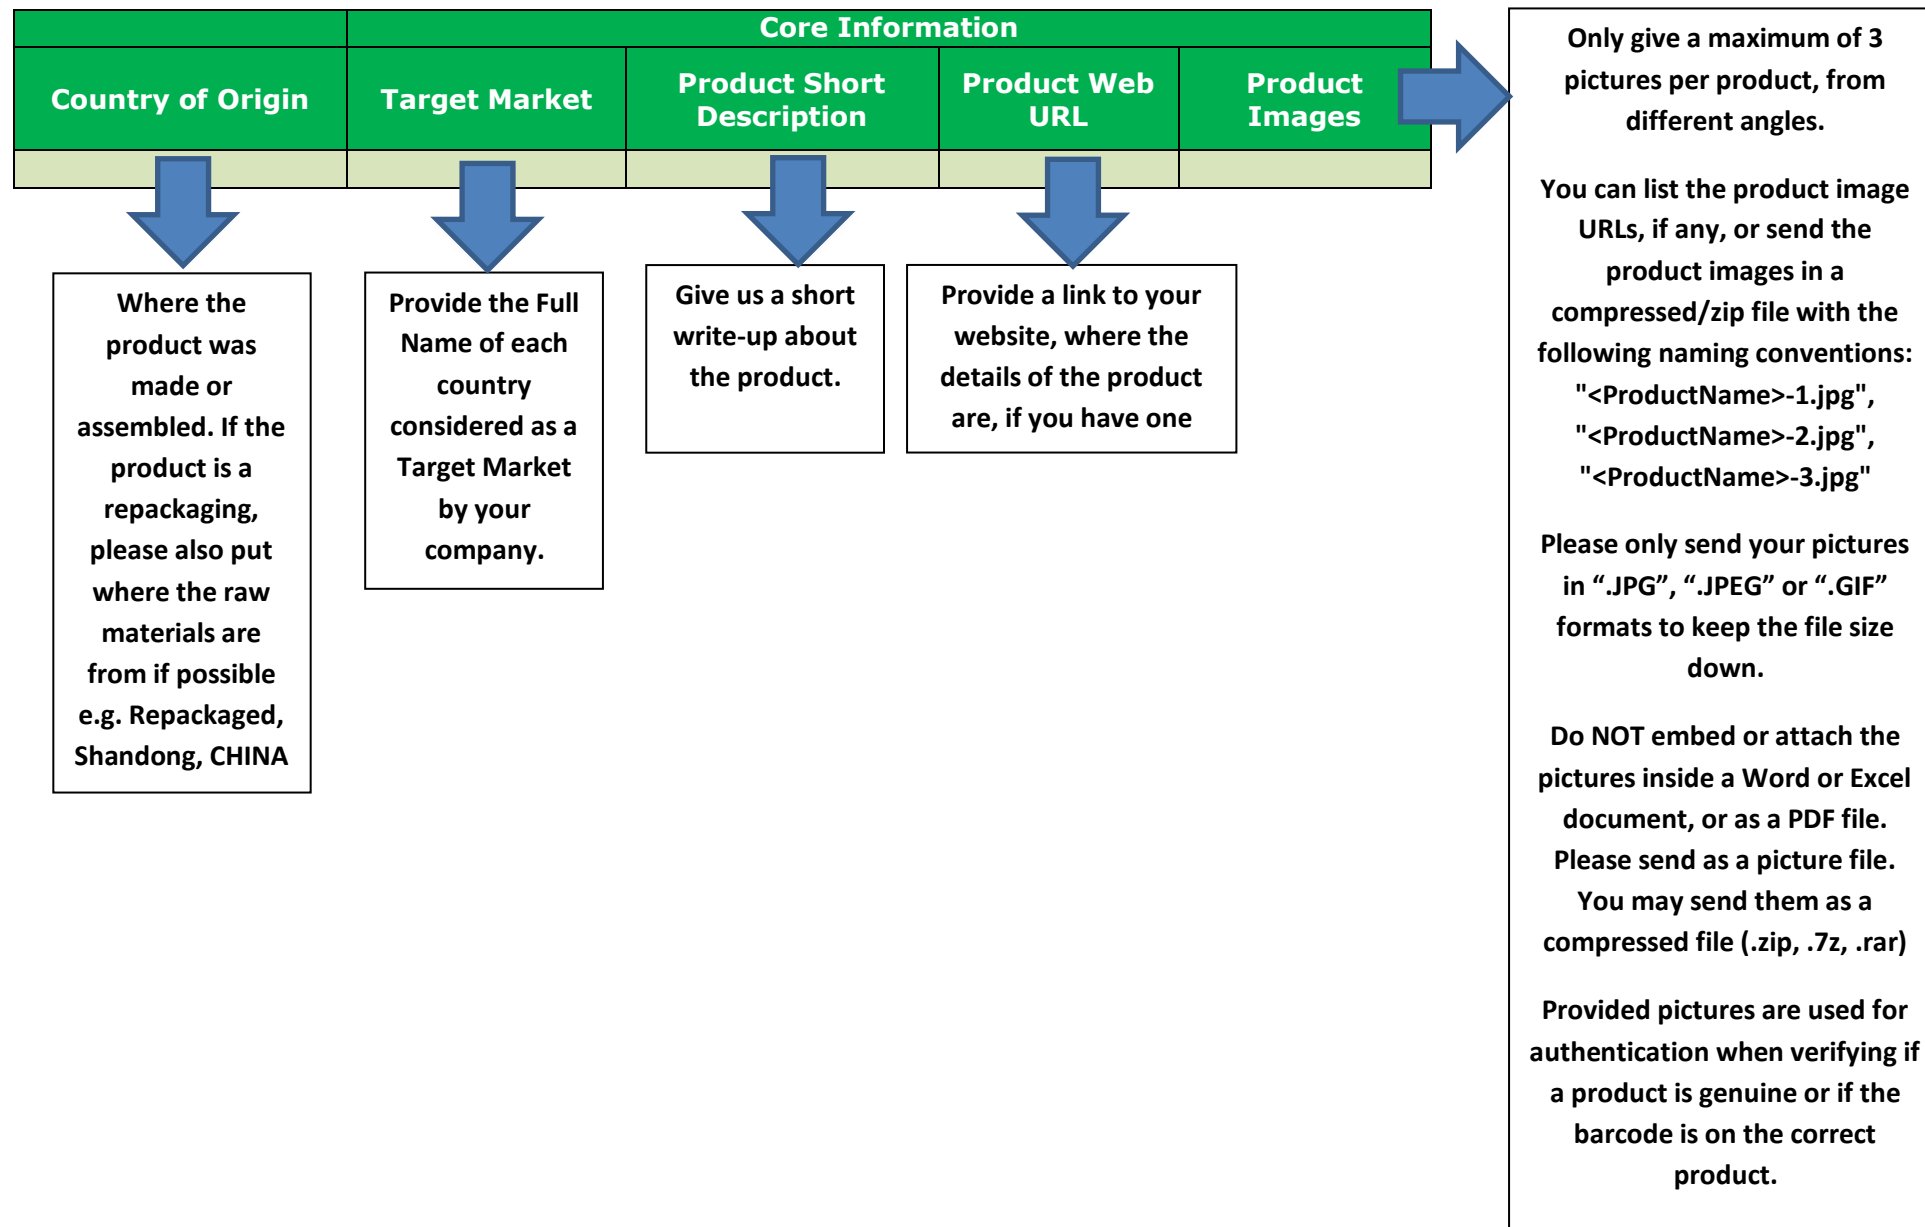 Core Information
Country of Origin
Target Market
Product Short
Description
Product Web
URL
Product
Images
Where the
product was
made or
assembled. If the
product is a
repackaging,
please also put
where the raw
materials are
from if possible
e.g. Repackaged,
Shandong, CHINA
Provide the Full
Name of each
country
considered as a
Target Market
by your
company.
Give us a short
write-up about
the product.
Provide a link to your
website, where the
details of the product
are, if you have one
Only give a maximum of 3
pictures per product, from
different angles.
You can list the product image
URLs, if any, or send the
product images in a
compressed/zip file with the
following naming conventions:
"<ProductName>-1.jpg",
"<ProductName>-2.jpg",
"<ProductName>-3.jpg"
Please only send your pictures
in “.JPG”, “.JPEG” or “.GIF”
formats to keep the file size
down.
Do NOT embed or attach the
pictures inside a Word or Excel
document, or as a PDF file.
Please send as a picture file.
You may send them as a
compressed file (.zip, .7z, .rar)
Provided pictures are used for
authentication when verifying if
a product is genuine or if the
barcode is on the correct
product.